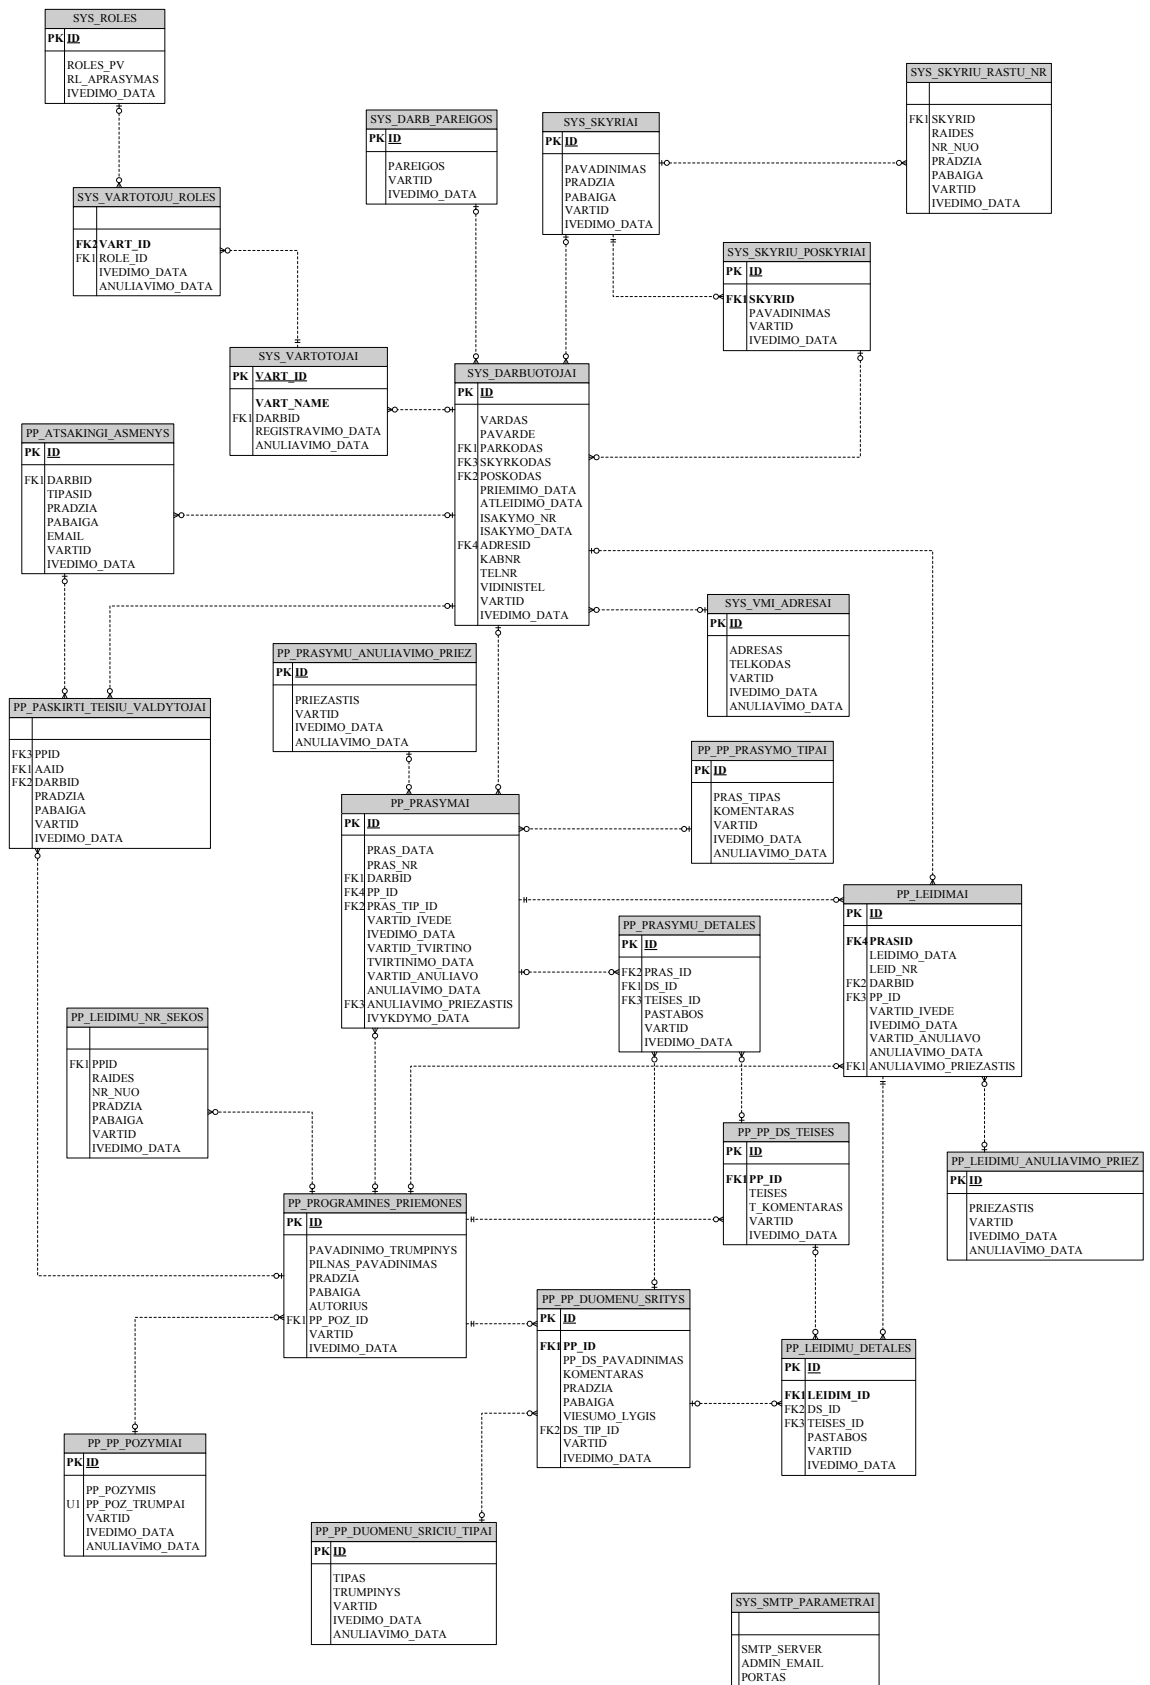 SYS_ROLES
PK ID
ROLES_PV
RL_APRASYMAS
IVEDIMO_DATA
SYS_SKYRIU_RASTU_NR
FK1 SKYRID
RAIDES
NR_NUO
PRADZIA
PABAIGA
VARTID
IVEDIMO_DATA
SYS_DARB_PAREIGOS
PK ID
PAREIGOS
VARTID
IVEDIMO_DATA
SYS_SKYRIAI
PK ID
PAVADINIMAS
PRADZIA
PABAIGA
VARTID
IVEDIMO_DATA
SYS_VARTOTOJU_ROLES
FK2 VART_ID
FK1 ROLE_ID
IVEDIMO_DATA
ANULIAVIMO_DATA
SYS_SKYRIU_POSKYRIAI
PK ID
FK1 SKYRID
PAVADINIMAS
VARTID
IVEDIMO_DATA
SYS_VARTOTOJAI
PK VART_ID
VART_NAME
FK1 DARBID
REGISTRAVIMO_DATA
ANULIAVIMO_DATA
SYS_DARBUOTOJAI
PK ID
VARDAS
PAVARDE
FK1 PARKODAS
FK3 SKYRKODAS
FK2 POSKODAS
PRIEMIMO_DATA
ATLEIDIMO_DATA
ISAKYMO_NR
ISAKYMO_DATA
FK4 ADRESID
KABNR
TELNR
VIDINISTEL
VARTID
IVEDIMO_DATA
PP_ATSAKINGI_ASMENYS
PK ID
FK1 DARBID
TIPASID
PRADZIA
PABAIGA
EMAIL
VARTID
IVEDIMO_DATA
SYS_VMI_ADRESAI
PK ID
ADRESAS
TELKODAS
VARTID
IVEDIMO_DATA
ANULIAVIMO_DATA
PP_PRASYMU_ANULIAVIMO_PRIEZ
PK ID
PRIEZASTIS
VARTID
IVEDIMO_DATA
ANULIAVIMO_DATA
PP_PASKIRTI_TEISIU_VALDYTOJAI
FK3 PPID
FK1 AAID
FK2 DARBID
PRADZIA
PABAIGA
VARTID
IVEDIMO_DATA
PP_PP_PRASYMO_TIPAI
PK ID
PRAS_TIPAS
KOMENTARAS
VARTID
IVEDIMO_DATA
ANULIAVIMO_DATA
PP_PRASYMAI
PK ID
PRAS_DATA
PRAS_NR
FK1 DARBID
FK4 PP_ID
FK2 PRAS_TIP_ID
VARTID_IVEDE
IVEDIMO_DATA
VARTID_TVIRTINO
TVIRTINIMO_DATA
VARTID_ANULIAVO
ANULIAVIMO_DATA
FK3 ANULIAVIMO_PRIEZASTIS
IVYKDYMO_DATA
PP_LEIDIMAI
PK ID
FK4 PRASID
LEIDIMO_DATA
LEID_NR
FK2 DARBID
FK3 PP_ID
VARTID_IVEDE
IVEDIMO_DATA
VARTID_ANULIAVO
ANULIAVIMO_DATA
FK1 ANULIAVIMO_PRIEZASTIS
PP_PRASYMU_DETALES
PK ID
FK2 PRAS_ID
FK1 DS_ID
FK3 TEISES_ID
PASTABOS
VARTID
IVEDIMO_DATA
PP_LEIDIMU_NR_SEKOS
FK1 PPID
RAIDES
NR_NUO
PRADZIA
PABAIGA
VARTID
IVEDIMO_DATA
PP_PP_DS_TEISES
PK ID
FK1 PP_ID
TEISES
T_KOMENTARAS
VARTID
IVEDIMO_DATA
PP_LEIDIMU_ANULIAVIMO_PRIEZ
PK ID
PRIEZASTIS
VARTID
IVEDIMO_DATA
ANULIAVIMO_DATA
PP_PROGRAMINES_PRIEMONES
PK ID
PAVADINIMO_TRUMPINYS
PILNAS_PAVADINIMAS
PRADZIA
PABAIGA
AUTORIUS
FK1 PP_POZ_ID
VARTID
IVEDIMO_DATA
PP_PP_DUOMENU_SRITYS
PK ID
FK1 PP_ID
PP_DS_PAVADINIMAS
KOMENTARAS
PRADZIA
PABAIGA
VIESUMO_LYGIS
FK2 DS_TIP_ID
VARTID
IVEDIMO_DATA
PP_LEIDIMU_DETALES
PK ID
FK1 LEIDIM_ID
FK2 DS_ID
FK3 TEISES_ID
PASTABOS
VARTID
IVEDIMO_DATA
PP_PP_POZYMIAI
PK ID
PP_POZYMIS
U1 PP_POZ_TRUMPAI
VARTID
IVEDIMO_DATA
ANULIAVIMO_DATA
PP_PP_DUOMENU_SRICIU_TIPAI
PK ID
TIPAS
TRUMPINYS
VARTID
IVEDIMO_DATA
ANULIAVIMO_DATA
SYS_SMTP_PARAMETRAI
SMTP_SERVER
ADMIN_EMAIL
PORTAS